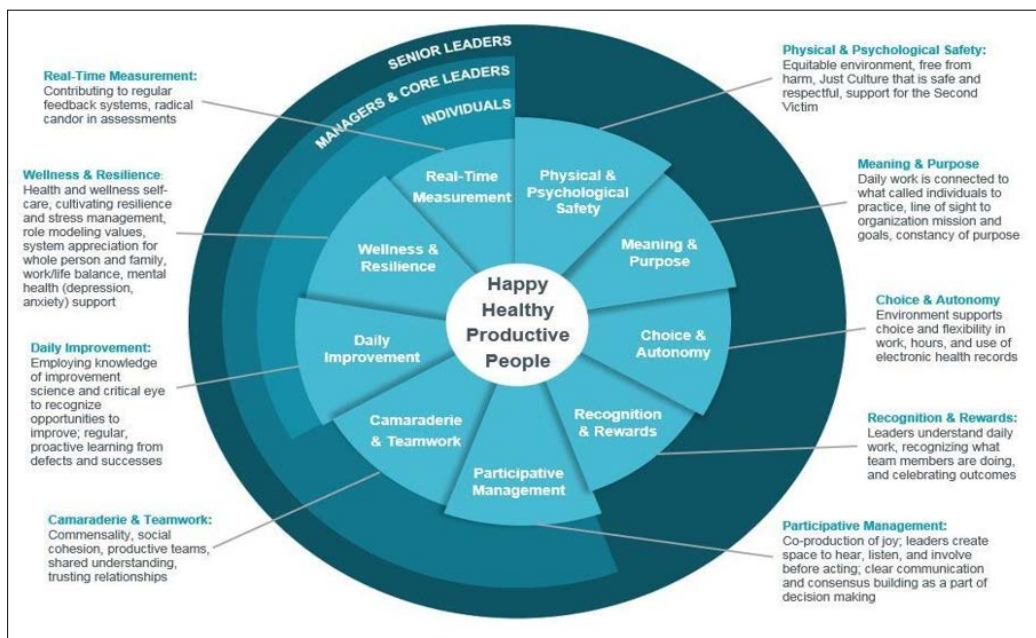 SENIOR LEADERS
MANAGERS & CORE LEADERS
INDIVIDUALS
Real-Time Measurement:
Contributing to regular
feedback systems, radical
candor in assessments
Wellness & Resilience:
Health and wellness self-
care, cultivating resilience
and stress management,
role modeling values,
system appreciation for
whole person and family,
work/life balance, mental
health (depression,
anxiety) support
Daily Improvement:
Employing knowledge
of improvement
science and critical eye
to recognize
opportunities to
improve; regular,
proactive learning from
defects and successes
Camaraderie & Teamwork:
Commensality, social
cohesion, productive teams,
shared understanding,
trusting relationships
Real-Time
Measurement
Physical &
Psychological
Safety
Wellness &
Resilience
Meaning &
Purpose
Happy
Healthy
Productive
People
Daily
Improvement
Choice &
Autonomy
Camaraderie
& Teamwork
Recognition
& Rewards
Participative
Management
Physical & Psychological Safety:
Equitable environment, free from
harm, Just Culture that is safe and
respectful, support for the Second
Victim
Meaning & Purpose
Daily work is connected to
what called individuals to
practice, line of sight to
organization mission and
goals, constancy of purpose
Choice & Autonomy
Environment supports
choice and flexibility in
work, hours, and use of
electronic health records
Recognition & Rewards:
Leaders understand daily
work, recognizing what
team members are doing,
and celebrating outcomes
Participative Management:
Co-production of joy; leaders create
space to hear, listen, and involve
before acting; clear communication
and consensus building as a part of
decision making